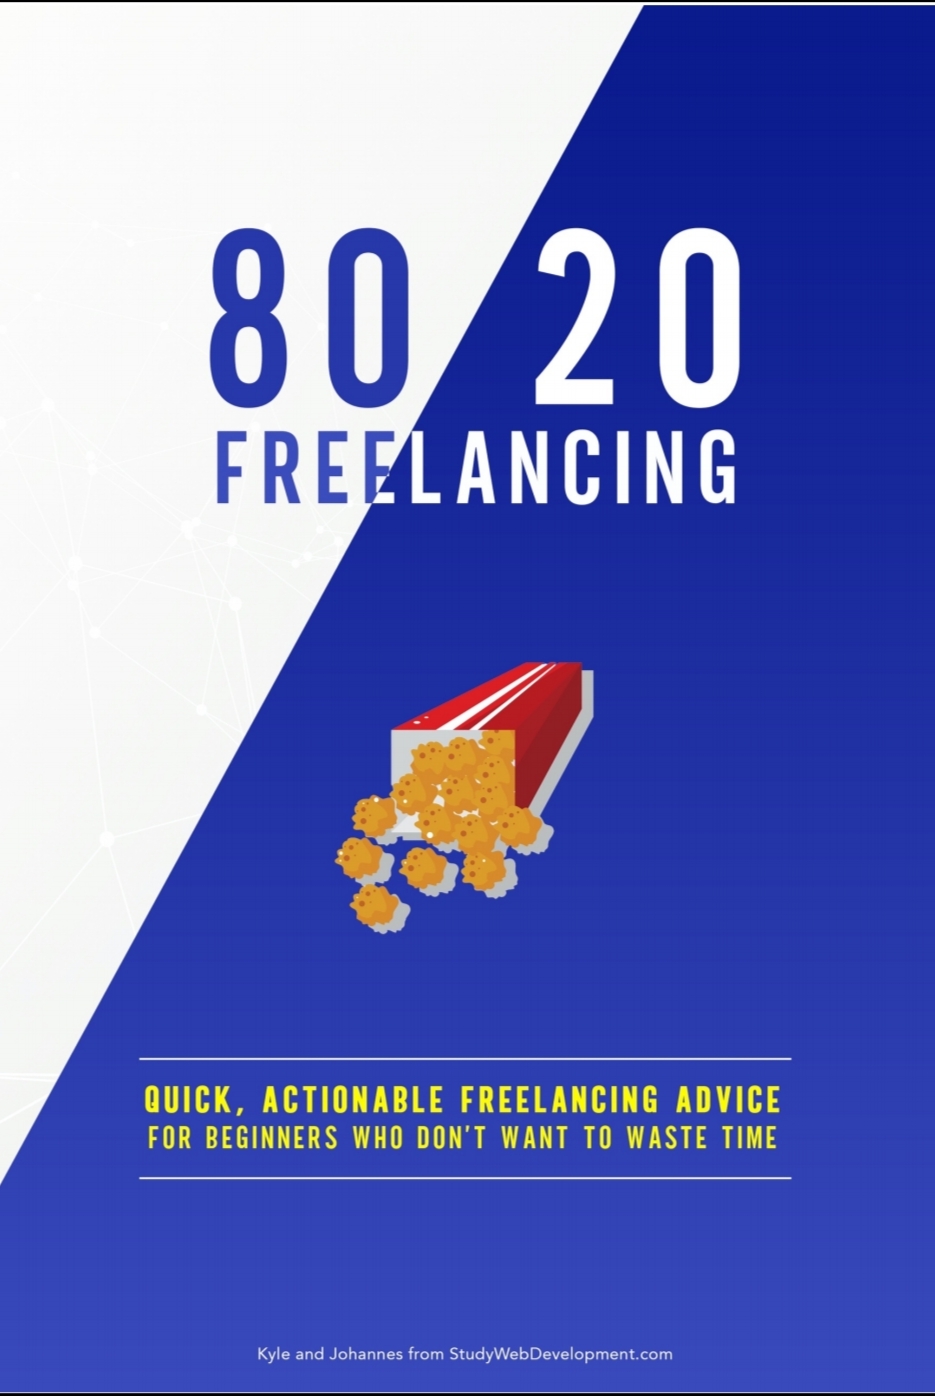 80 20
FREELANCING
QUICK, ACTIONABLE FREELANCING ADVICE
FOR BEGINNERS WHO DON'T WANT TO WASTE TIME
Kyle and Johannes from StudyWebDevelopment.com